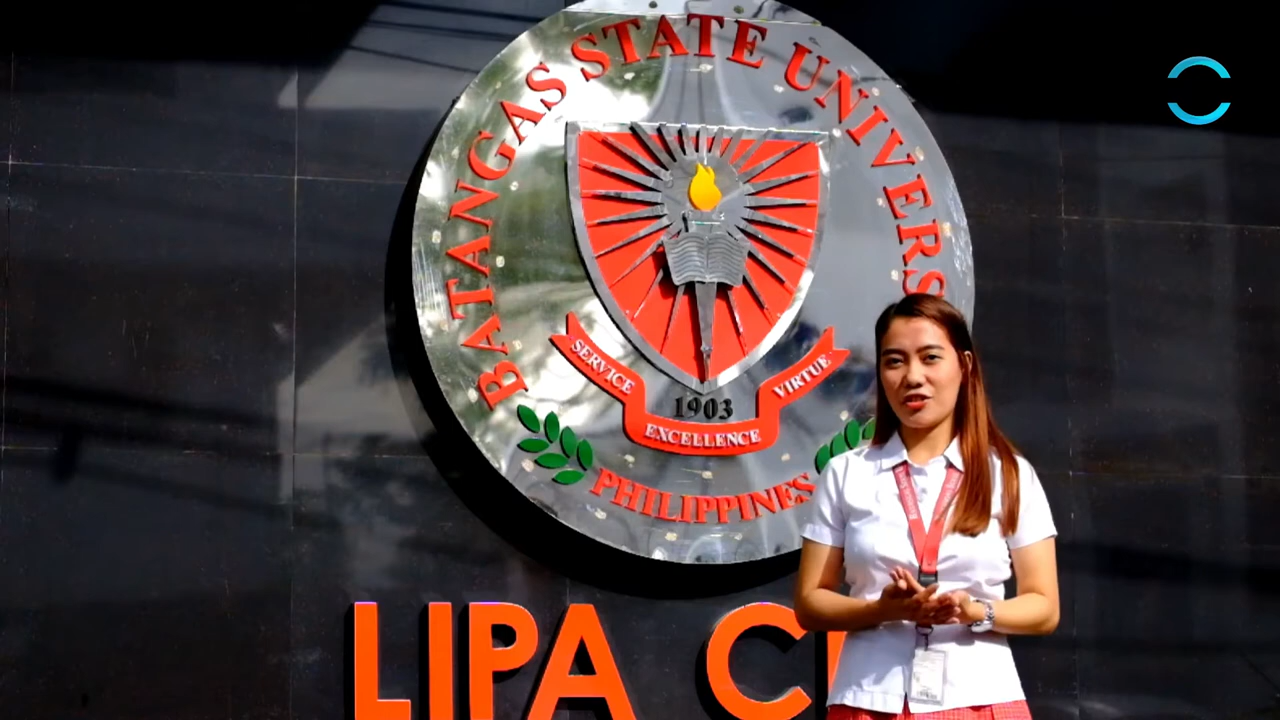 BATANGAS STATE UNIVERS
SERVICE
EXCELLENCE
VIRTUE
1903
PHILIPPINES
LIPA C